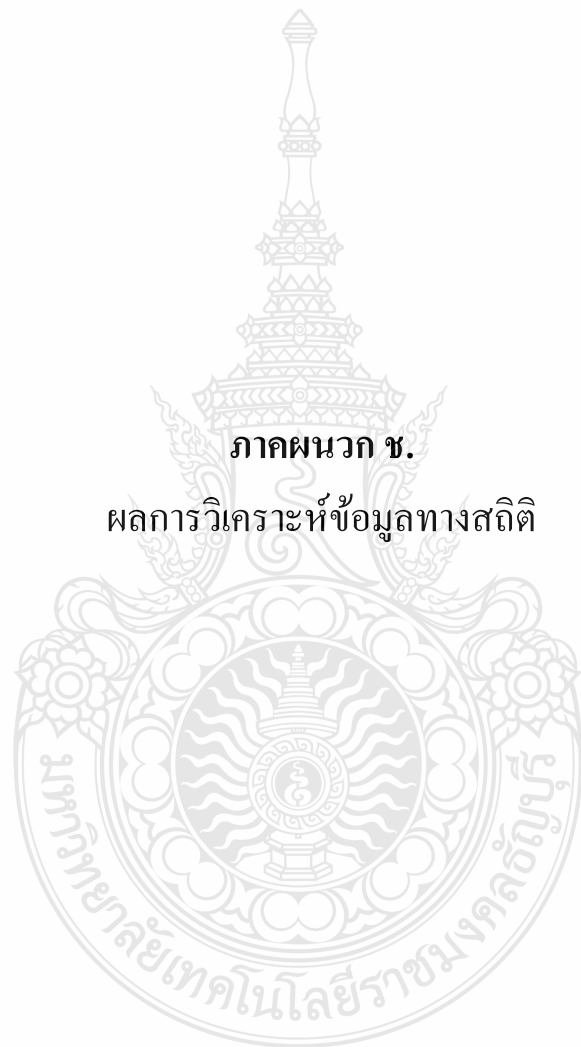 ภาคผนวก ช.
ผลการวิเคราะห์ข้อมูลทางสถิติ
มหาวิทยาลัยเทคโนโลยีราชมงคลธัญบุรี